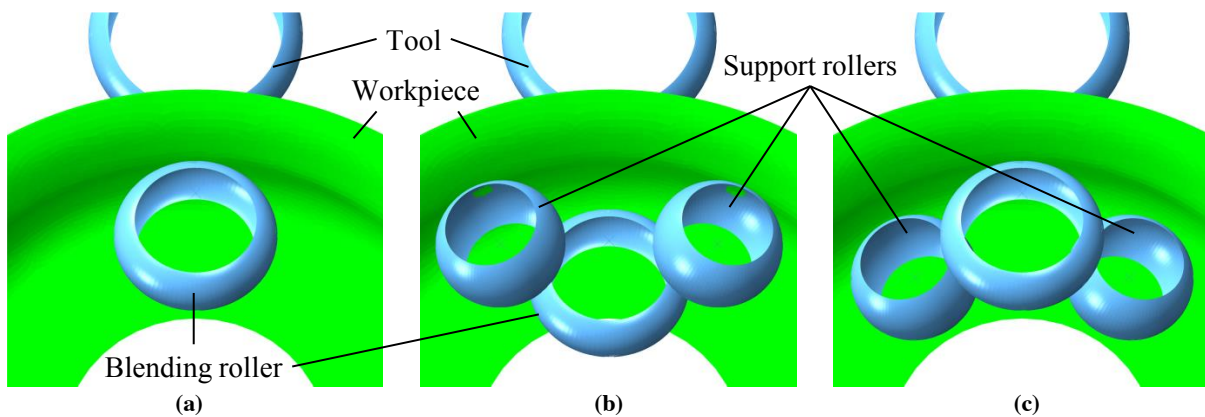 Tool
Workpiece
Support rollers
Blending roller
(a)
(b)
(c)